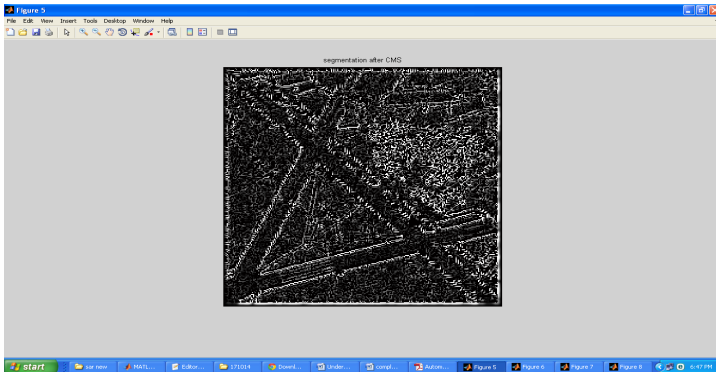 Figure 5
File Edit View Insert Tools Desktop Window Help
segmentation after CMS
start sar new MATL... Editor... 171014 Downl... Under... compl... Autom... Figure 5 Figure 6 Figure 7 Figure 8 6:47 PM